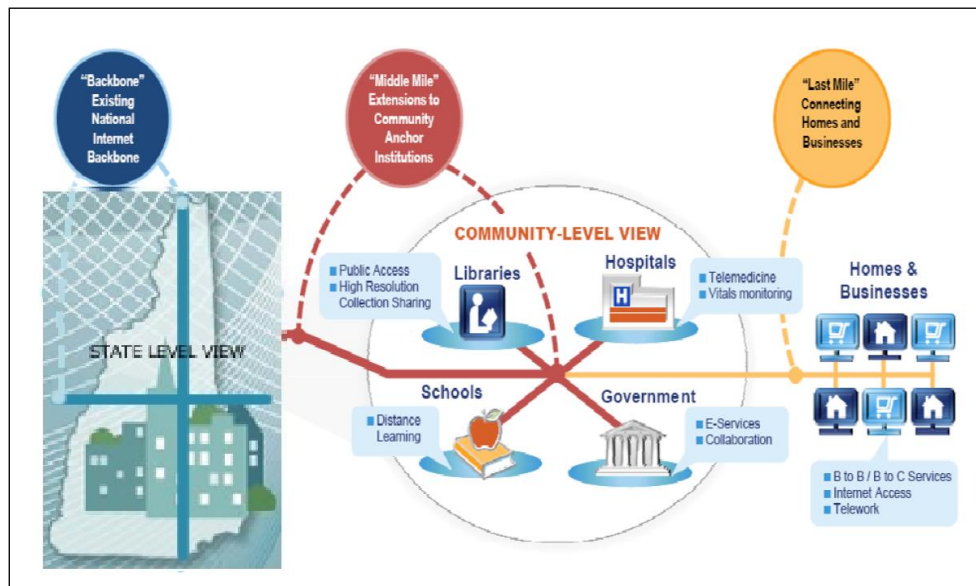 “Backbone”
Existing
National
Internet
Backbone
“Middle Mile”
Extensions to
Community
Anchor
Institutions
“Last Mile”
Connecting
Homes and
Businesses
STATE LEVEL VIEW
COMMUNITY-LEVEL VIEW
Public Access
High Resolution
Collection Sharing
Libraries
Hospitals
H
Telemedicine
Vitals monitoring
Schools
Distance
Learning
Government
E-Services
Collaboration
Homes &
Businesses
B to B / B to C Services
Internet Access
Telework